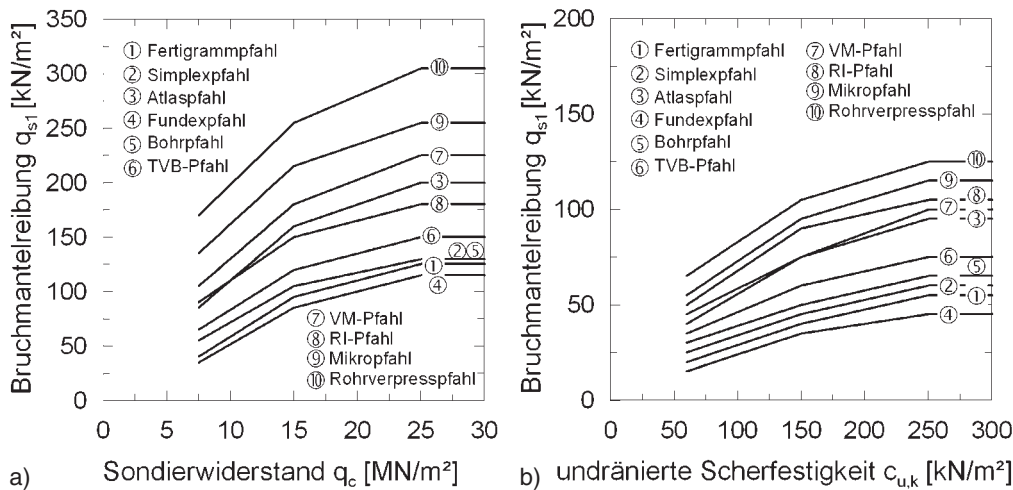 350
300
250
200
150
100
50
0
Bruchmantelreibung q_s1 [kN/m²]
① Fertigrammpfahl
② Simplexpfahl
③ Atlaspfahl
④ Fundexpfahl
⑤ Bohrpfahl
⑥ TVB-Pfahl
⑩
⑨
⑦
③
⑧
⑥
②⑤
①
④
⑦ VM-Pfahl
⑧ RI-Pfahl
⑨ Mikropfahl
⑩ Rohrverpresspfahl
0 5 10 15 20 25 30
a) Sondierwiderstand q_c [MN/m²]
200
150
100
50
0
Bruchmantelreibung q_s1 [kN/m²]
① Fertigrammpfahl
② Simplexpfahl
③ Atlaspfahl
④ Fundexpfahl
⑤ Bohrpfahl
⑥ TVB-Pfahl
⑦ VM-Pfahl
⑧ RI-Pfahl
⑨ Mikropfahl
⑩ Rohrverpresspfahl
⑩
⑨
⑧
⑦
③
⑥
⑤
②
①
④
0 50 100 150 200 250 300
b) undränierte Scherfestigkeit c_u,k [kN/m²]